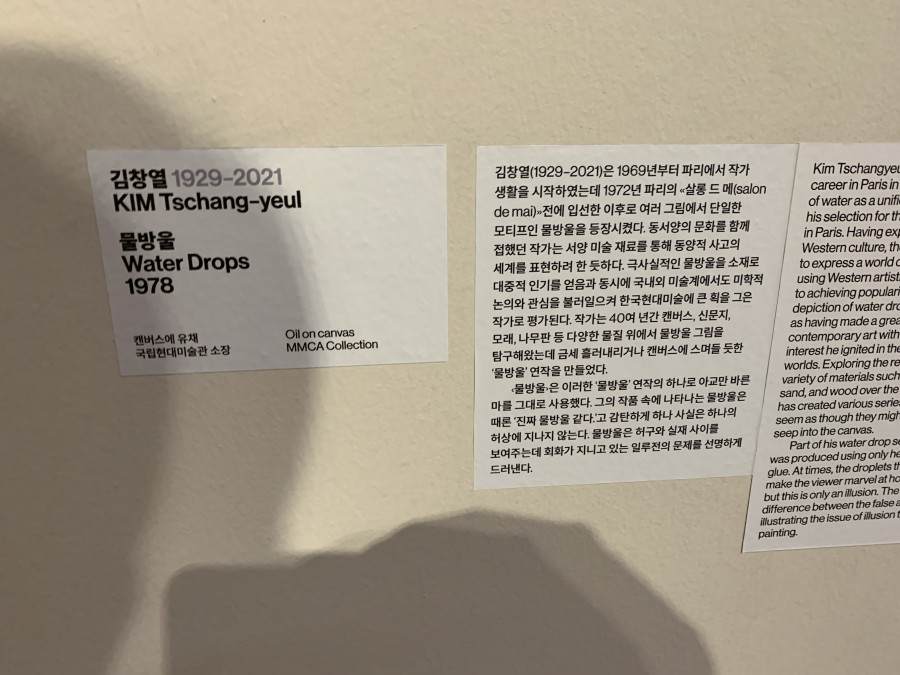 김창열 1929–2021
KIM Tschang-yeul
물방울
Water Drops
1978
캔버스에 유채
국립현대미술관 소장
Oil on canvas
MMCA Collection
김창열(1929–2021)은 1969년부터 파리에서 작가
생활을 시작하였는데 1972년 파리의 «살롱 드 메(salon
de mai)»전에 입선한 이후로 여러 그림에서 단일한
모티프인 물방울을 등장시켰다. 동서양의 문화를 함께
접했던 작가는 서양 미술 재료를 통해 동양적 사고의
세계를 표현하려 한 듯하다. 극사실적인 물방울을 소재로
대중적 인기를 얻음과 동시에 국내외 미술계에서도 미학적
논의와 관심을 불러일으켜 한국현대미술에 큰 획을 그은
작가로 평가된다. 작가는 40여 년간 캔버스, 신문지,
모래, 나무판 등 다양한 물질 위에서 물방울 그림을
탐구해왔는데 금세 흘러내리거나 캔버스에 스며들 듯한
‘물방울’ 연작을 만들었다.
‹물방울›은 이러한 ‘물방울’ 연작의 하나로 아교만 바른
마를 그대로 사용했다. 그의 작품 속에 나타나는 물방울은
때론 ‘진짜 물방울 같다.’고 감탄하게 하나 사실은 하나의
허상에 지나지 않는다. 물방울은 허구와 실재 사이를
보여주는데 회화가 지니고 있는 일루전의 문제를 선명하게
드러낸다.
Kim Tschangyeu
career in Paris in
of water as a unifi
his selection for th
in Paris. Having exp
Western culture, th
to express a world o
using Western artist
to achieving populari
depiction of water dro
as having made a grea
contemporary art with
interest he ignited in the
worlds. Exploring the re
variety of materials such
sand, and wood over the
has created various serie
seem as though they migh
seep into the canvas.
Part of his water drop se
was produced using only he
glue. At times, the droplets th
make the viewer marvel at ho
but this is only an illusion. The
difference between the false a
illustrating the issue of illusion t
painting.